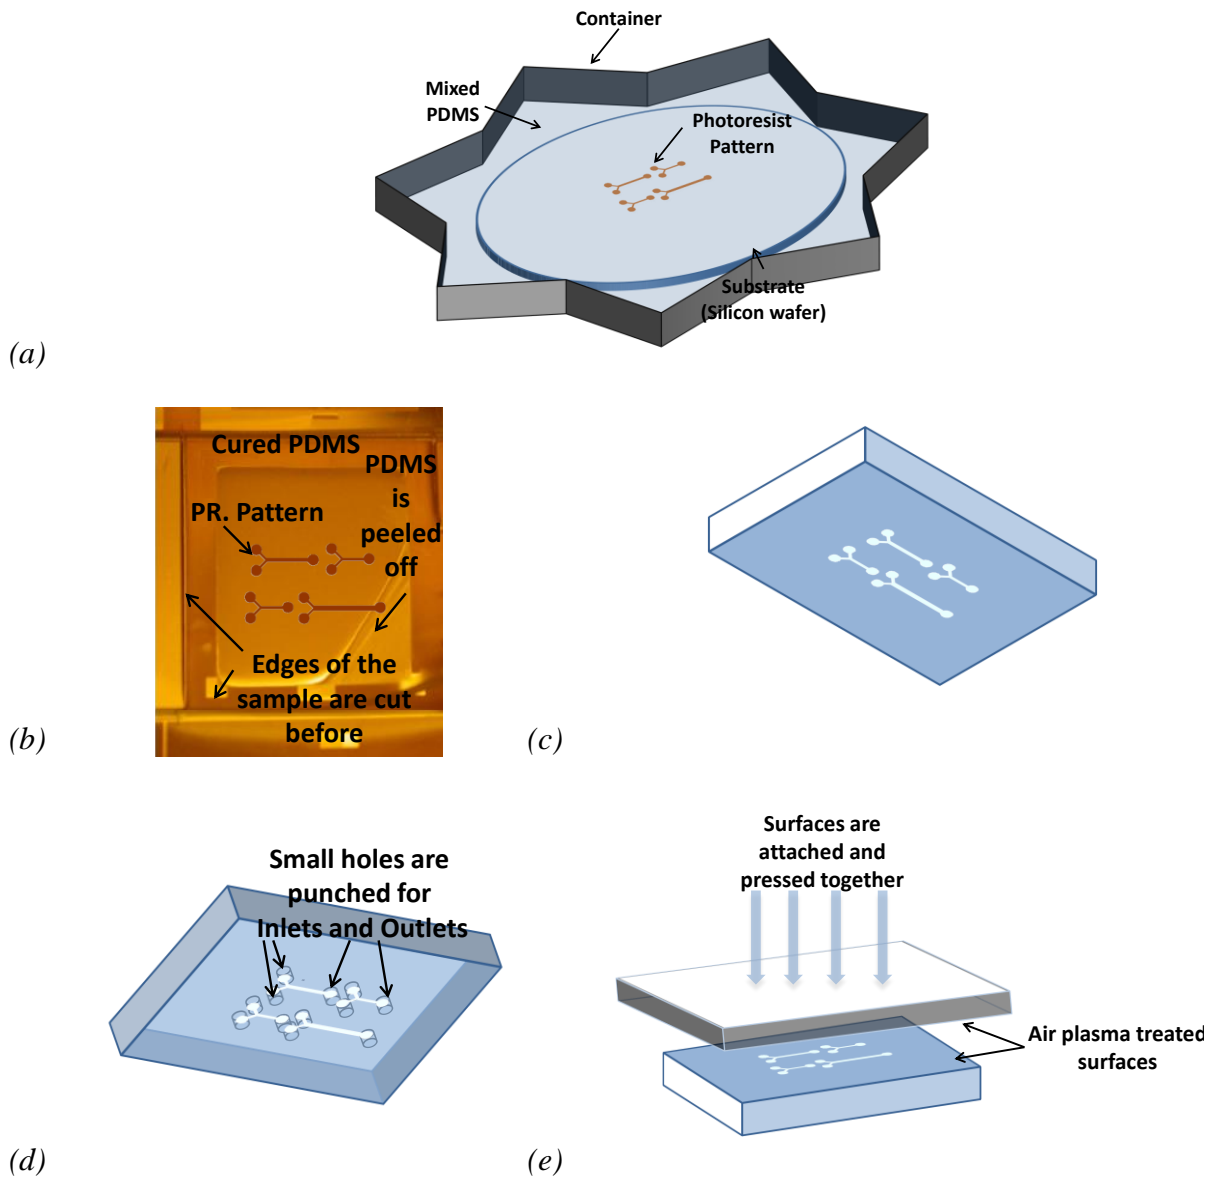 Container
Mixed
PDMS
Photoresist
Pattern
Substrate
(Silicon wafer)
(a)
Cured PDMS
PDMS
is
peeled
off
PR. Pattern
Edges of the
sample are cut
before
(b)
(c)
Small holes are
punched for
Inlets and Outlets
(d)
Surfaces are
attached and
pressed together
Air plasma treated
surfaces
(e)